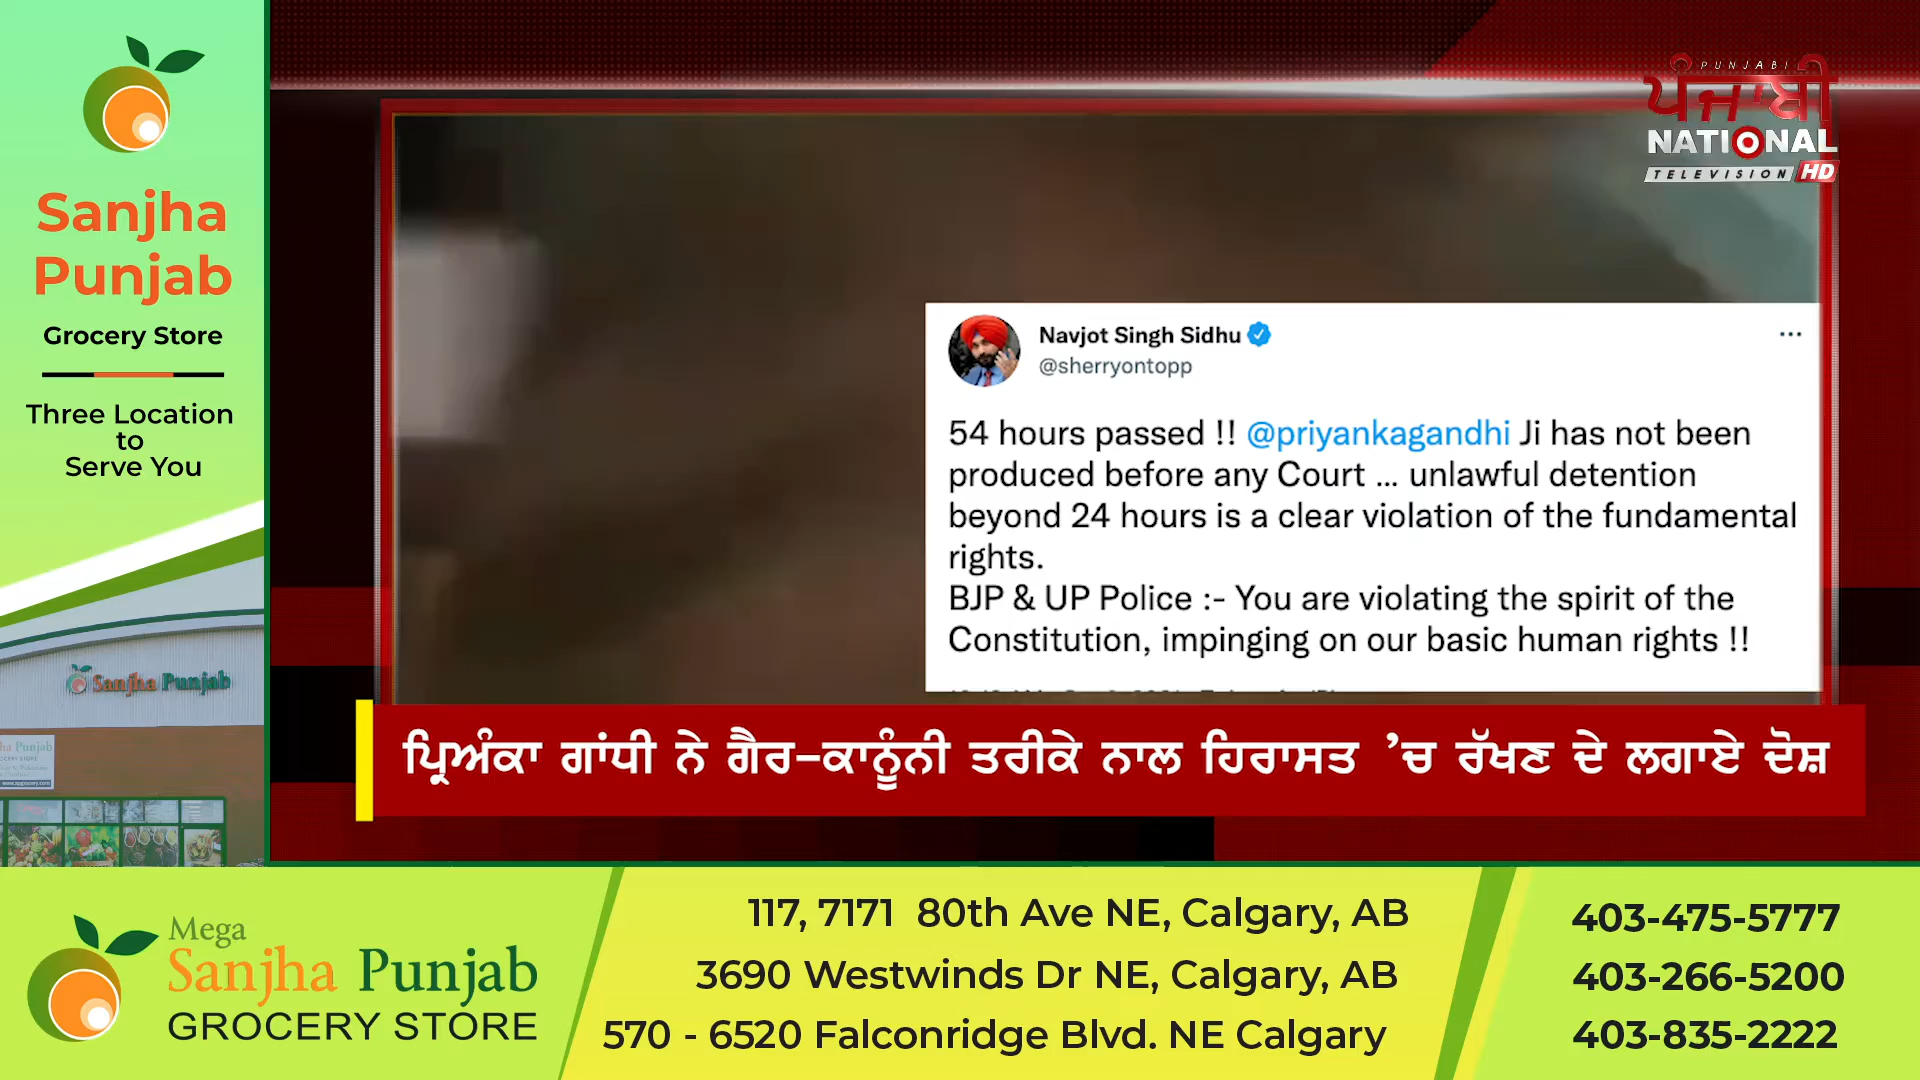 Sanjha
Punjab
Grocery Store
Three Location
to
Serve You
Sanjha Punjab
PUNJABI
ਪੰਜਾਬੀ
NATIONAL
TELEVISION HD
Navjot Singh Sidhu
@sherryontopp
54 hours passed !! @priyankagandhi Ji has not been
produced before any Court ... unlawful detention
beyond 24 hours is a clear violation of the fundamental
rights.
BJP & UP Police :- You are violating the spirit of the
Constitution, impinging on our basic human rights !!
ਪ੍ਰਿਅੰਕਾ ਗਾਂਧੀ ਨੇ ਗੈਰ-ਕਾਨੂੰਨੀ ਤਰੀਕੇ ਨਾਲ ਹਿਰਾਸਤ 'ਚ ਰੱਖਣ ਦੇ ਲਗਾਏ ਦੋਸ਼
Mega
Sanjha Punjab
GROCERY STORE
117, 7171 80th Ave NE, Calgary, AB
3690 Westwinds Dr NE, Calgary, AB
570 - 6520 Falconridge Blvd. NE Calgary
403-475-5777
403-266-5200
403-835-2222